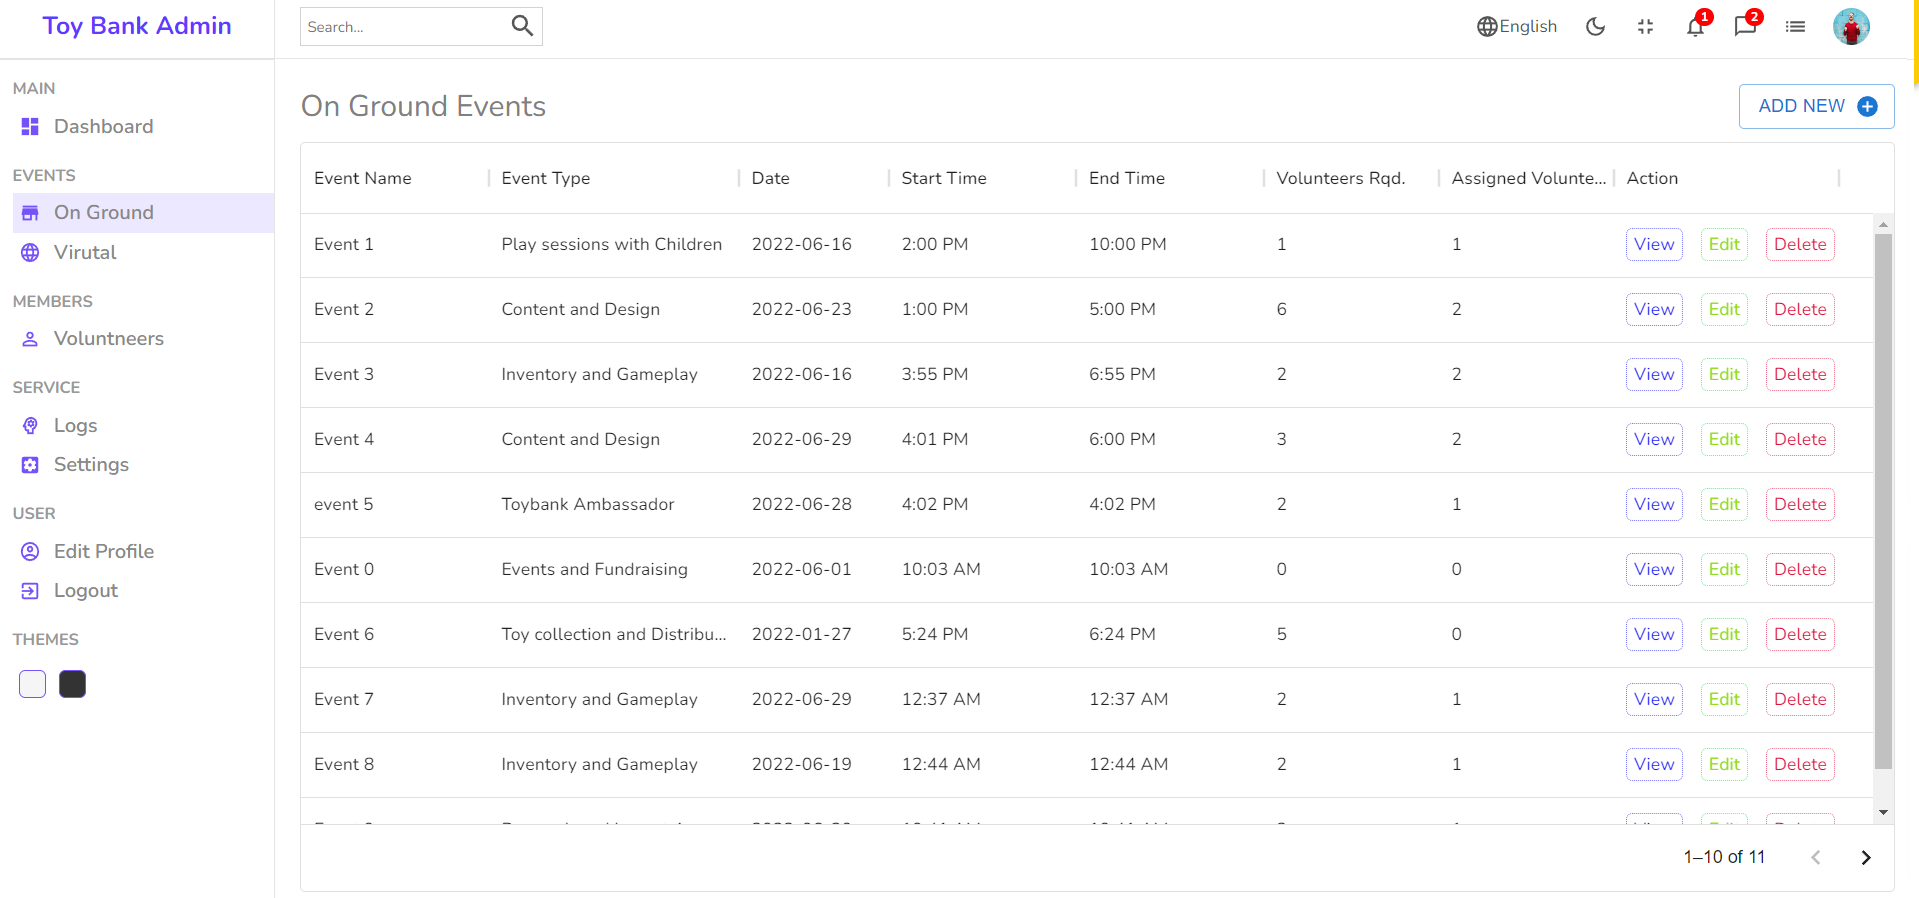 Toy Bank Admin
Search...
English
1
2
MAIN
Dashboard
EVENTS
On Ground
Virutal
MEMBERS
Voluntneers
SERVICE
Logs
Settings
USER
Edit Profile
Logout
THEMES
On Ground Events
ADD NEW
Event Name Event Type Date Start Time End Time Volunteers Rqd. Assigned Volunte... Action
Event 1 Play sessions with Children 2022-06-16 2:00 PM 10:00 PM 1 1 View Edit Delete
Event 2 Content and Design 2022-06-23 1:00 PM 5:00 PM 6 2 View Edit Delete
Event 3 Inventory and Gameplay 2022-06-16 3:55 PM 6:55 PM 2 2 View Edit Delete
Event 4 Content and Design 2022-06-29 4:01 PM 6:00 PM 3 2 View Edit Delete
event 5 Toybank Ambassador 2022-06-28 4:02 PM 4:02 PM 2 1 View Edit Delete
Event 0 Events and Fundraising 2022-06-01 10:03 AM 10:03 AM 0 0 View Edit Delete
Event 6 Toy collection and Distribu... 2022-01-27 5:24 PM 6:24 PM 5 0 View Edit Delete
Event 7 Inventory and Gameplay 2022-06-29 12:37 AM 12:37 AM 2 1 View Edit Delete
Event 8 Inventory and Gameplay 2022-06-19 12:44 AM 12:44 AM 2 1 View Edit Delete
1–10 of 11